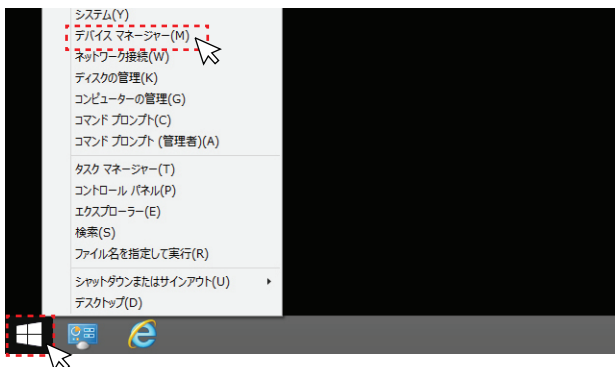 システム(Y)
デバイス マネージャー(M)
ネットワーク接続(W)
ディスクの管理(K)
コンピューターの管理(G)
コマンド プロンプト(C)
コマンド プロンプト (管理者)(A)
タスク マネージャー(T)
コントロール パネル(P)
エクスプローラー(E)
検索(S)
ファイル名を指定して実行(R)
シャットダウンまたはサインアウト(U)
デスクトップ(D)